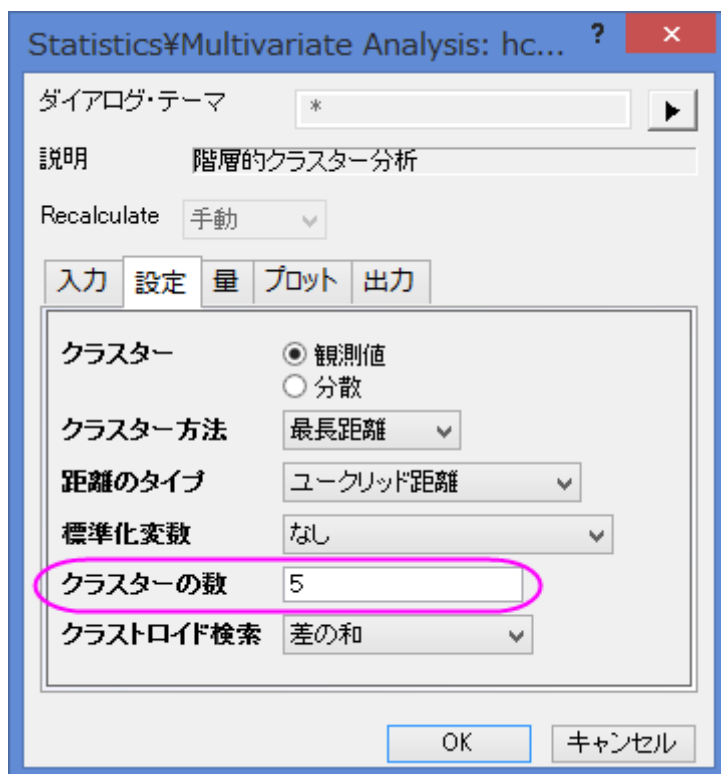 Statistics¥Multivariate Analysis: hc... ? ×
ダイアログ・テーマ *
説明 階層的クラスター分析
Recalculate 手動
入力 設定 量 プロット 出力
クラスター 観測値
分散
クラスター方法 最長距離
距離のタイプ ユークリッド距離
標準化変数 なし
クラスターの数 5
クラストロイド検索 差の和
OK キャンセル